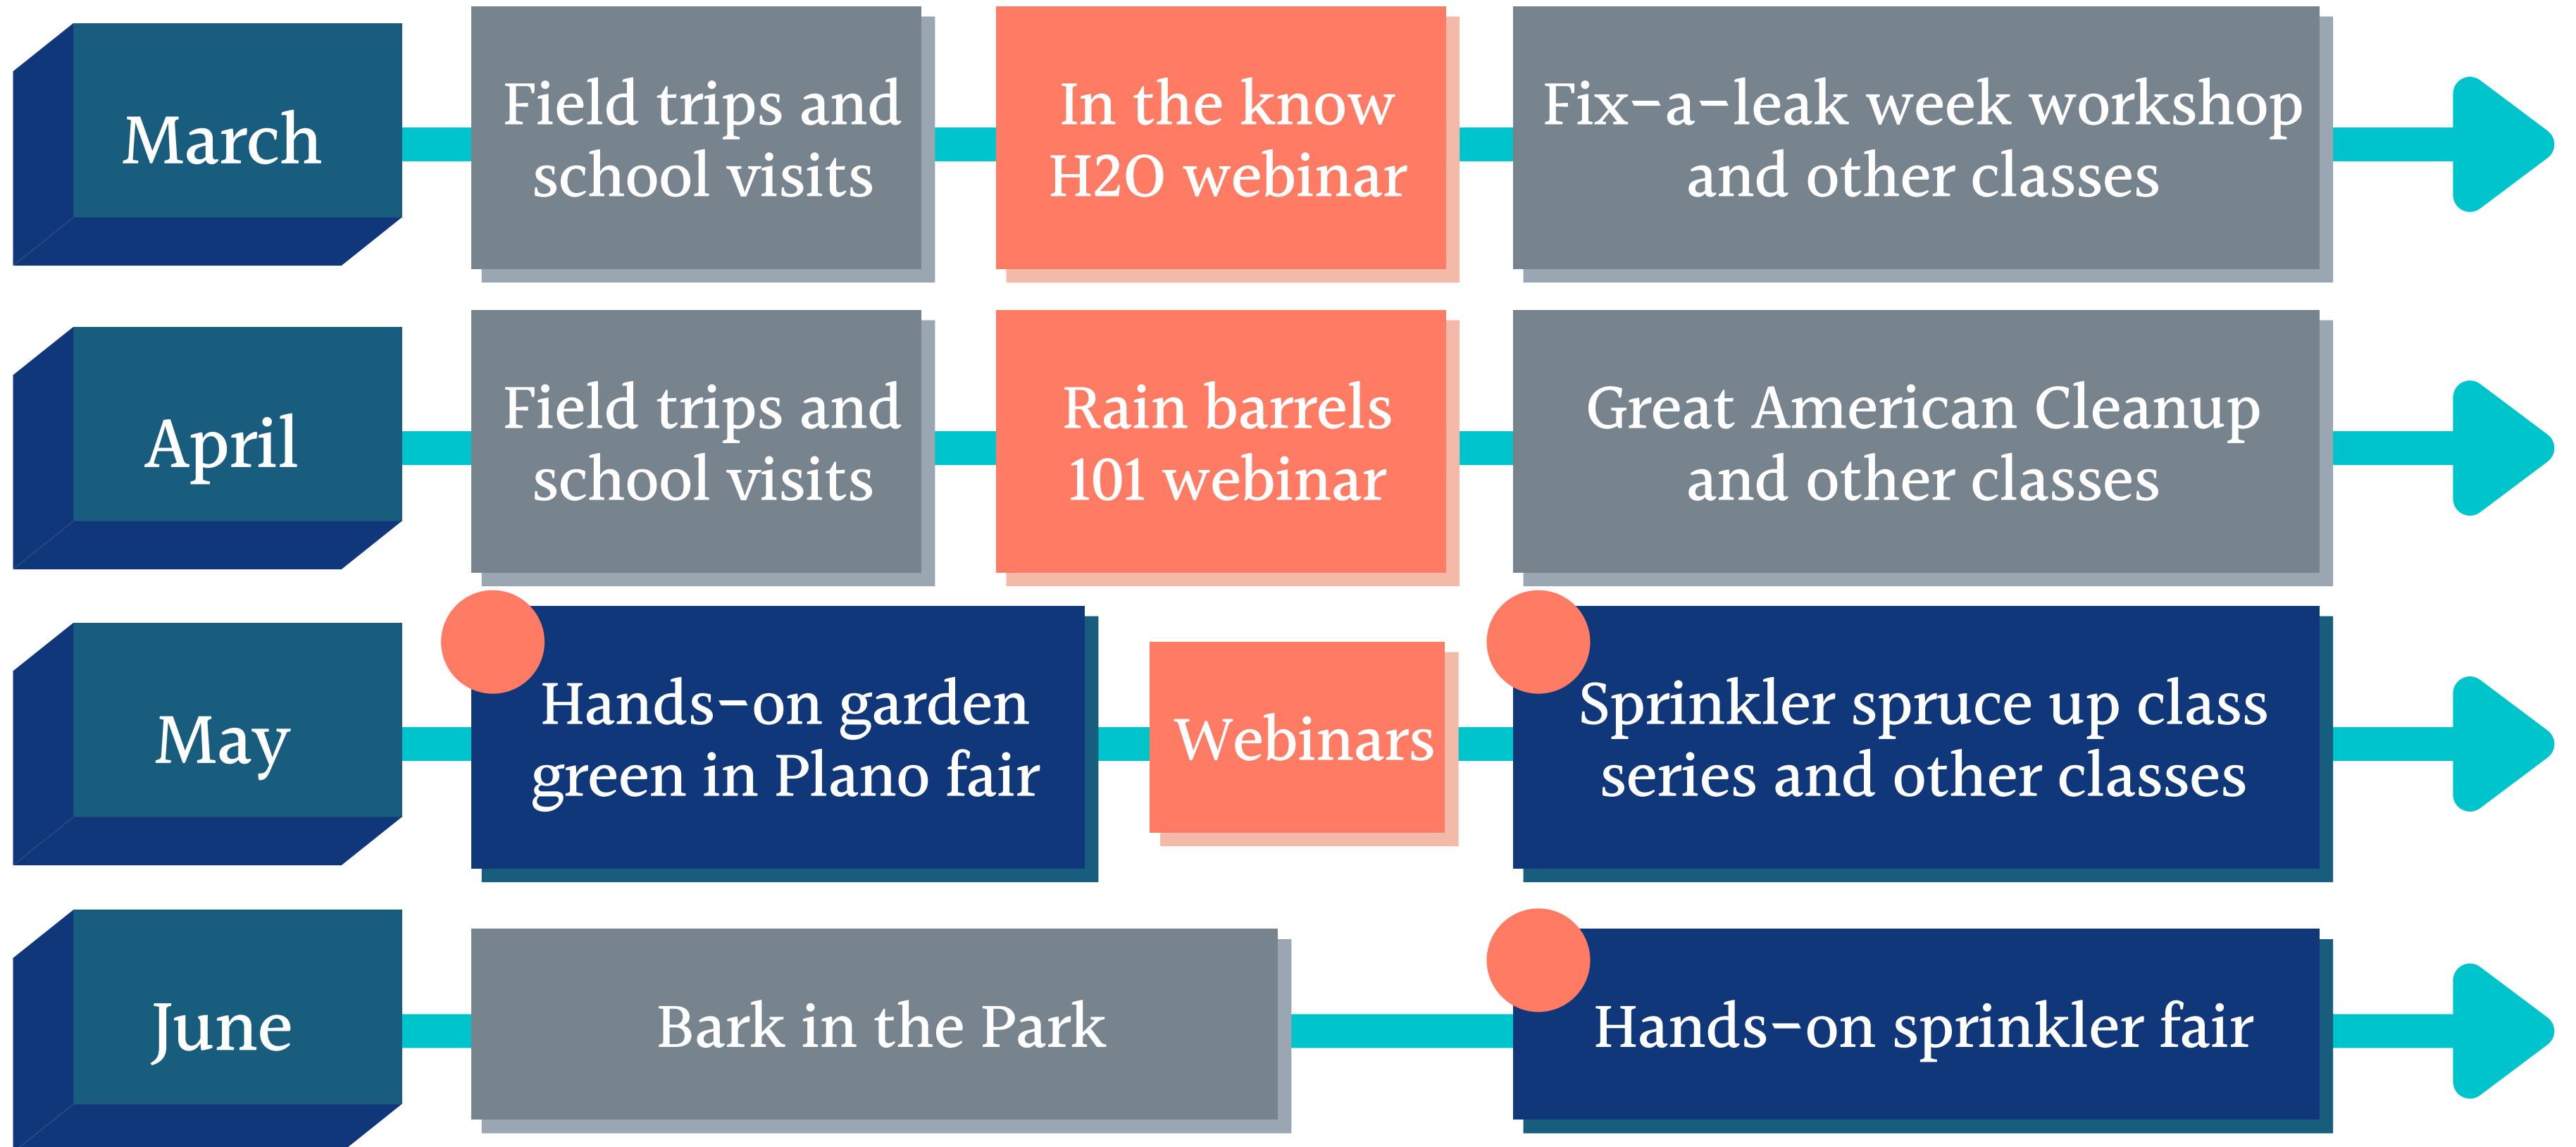 March
Field trips and
school visits
In the know
H2O webinar
Fix-a-leak week workshop
and other classes
April
Field trips and
school visits
Rain barrels
101 webinar
Great American Cleanup
and other classes
May
Hands-on garden
green in Plano fair
Webinars
Sprinkler spruce up class
series and other classes
June
Bark in the Park
Hands-on sprinkler fair